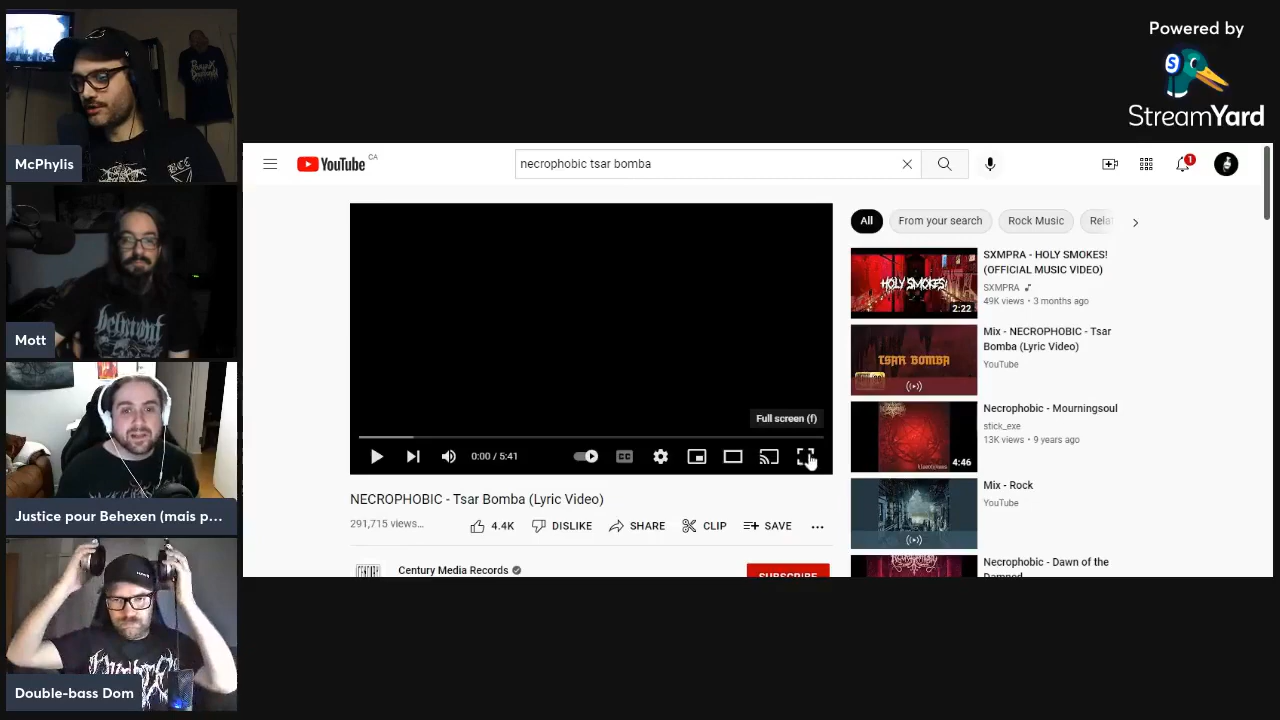 McPhylis
Mott
Justice pour Behexen (mais p...
Double-bass Dom
Powered by
S
StreamYard
YouTube CA
necrophobic tsar bomba
1
Full screen (f)
CC
0:00 / 5:41
NECROPHOBIC - Tsar Bomba (Lyric Video)
291,715 views...
4.4K
DISLIKE
SHARE
CLIP
SAVE
Century Media Records
SUBSCRIBE
All
From your search
Rock Music
Rela
HOLY SMOKES!
2:22
SXMPRA - HOLY SMOKES!
(OFFICIAL MUSIC VIDEO)
SXMPRA
49K views • 3 months ago
TSAR BOMBA
Mix - NECROPHOBIC - Tsar
Bomba (Lyric Video)
YouTube
4:46
Necrophobic - Mourningsoul
stick_exe
13K views • 9 years ago
Mix - Rock
YouTube
Necrophobic - Dawn of the
Damned